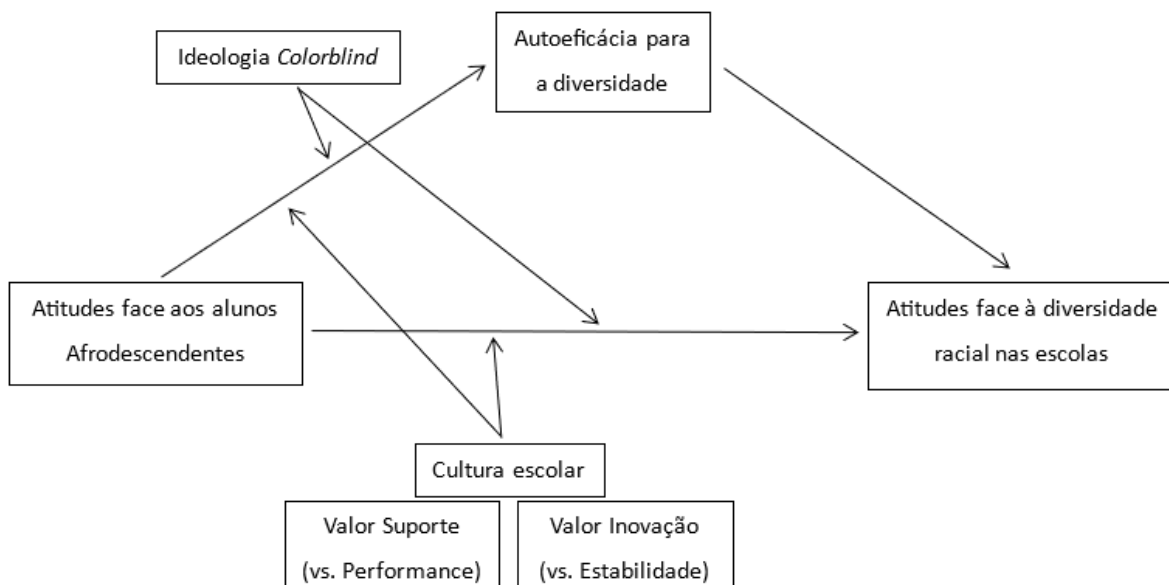 Ideologia Colorblind
Autoeficácia para
a diversidade
Atitudes face aos alunos
Afrodescendentes
Atitudes face à diversidade
racial nas escolas
Cultura escolar
Valor Suporte
(vs. Performance)
Valor Inovação
(vs. Estabilidade)